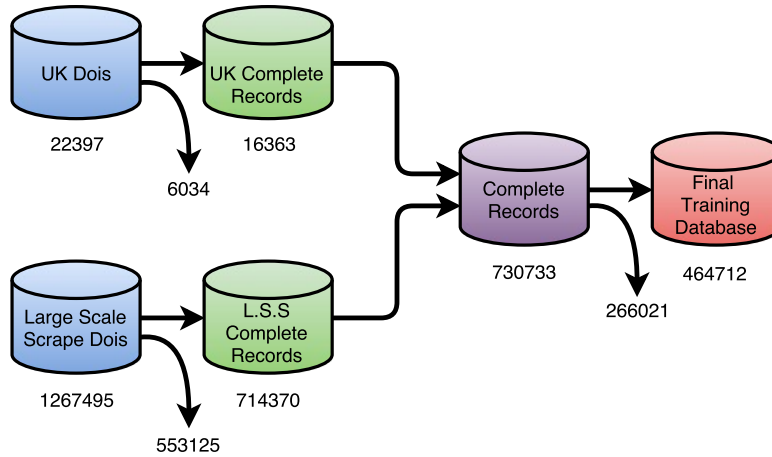 UK Dois
22397
6034
UK Complete
Records
16363
Large Scale
Scrape Dois
1267495
553125
L.S.S
Complete
Records
714370
Complete
Records
730733
266021
Final
Training
Database
464712